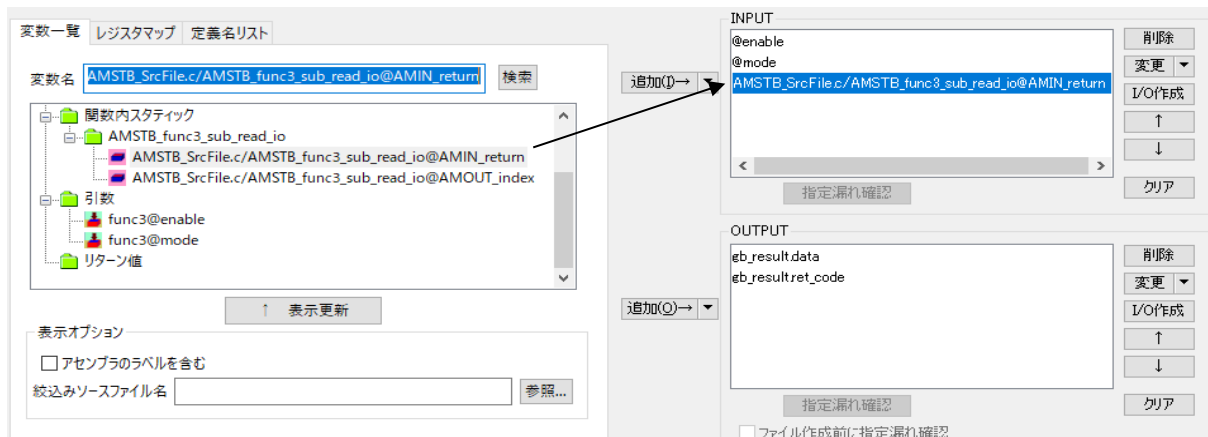 変数一覧 レジスタマップ 定義名リスト
変数名 AMSTB_SrcFile.c/AMSTB_func3_sub_read_io@AMIN_return 検索
関数内スタティック
AMSTB_func3_sub_read_io
AMSTB_SrcFile.c/AMSTB_func3_sub_read_io@AMIN_return
AMSTB_SrcFile.c/AMSTB_func3_sub_read_io@AMOUT_index
引数
func3@enable
func3@mode
リターン値
↑ 表示更新
表示オプション
アセンブラのラベルを含む
絞込みソースファイル名 参照...
追加(I)→
追加(O)→
INPUT
@enable
@mode
AMSTB_SrcFile.c/AMSTB_func3_sub_read_io@AMIN_return
指定漏れ確認
削除
変更
I/O作成
↑
↓
クリア
OUTPUT
gb_result.data
gb_result.ret_code
指定漏れ確認
ファイル作成前に指定漏れ確認
削除
変更
I/O作成
↑
↓
クリア